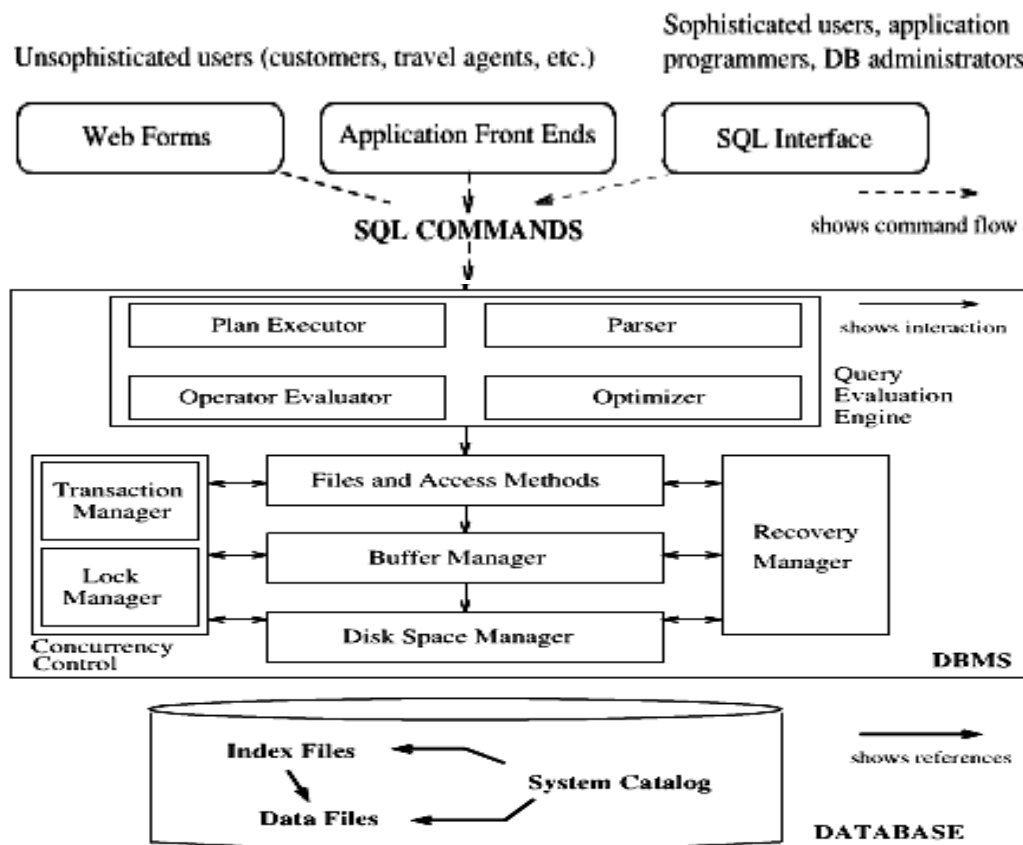 Sophisticated users, application
programmers, DB administrators
Unsophisticated users (customers, travel agents, etc.)
Web Forms
Application Front Ends
SQL Interface
SQL COMMANDS
shows command flow
Plan Executor
Parser
shows interaction
Operator Evaluator
Optimizer
Query
Evaluation
Engine
Files and Access Methods
Transaction
Manager
Recovery
Manager
Buffer Manager
Lock
Manager
Disk Space Manager
Concurrency
Control
DBMS
Index Files
shows references
System Catalog
Data Files
DATABASE